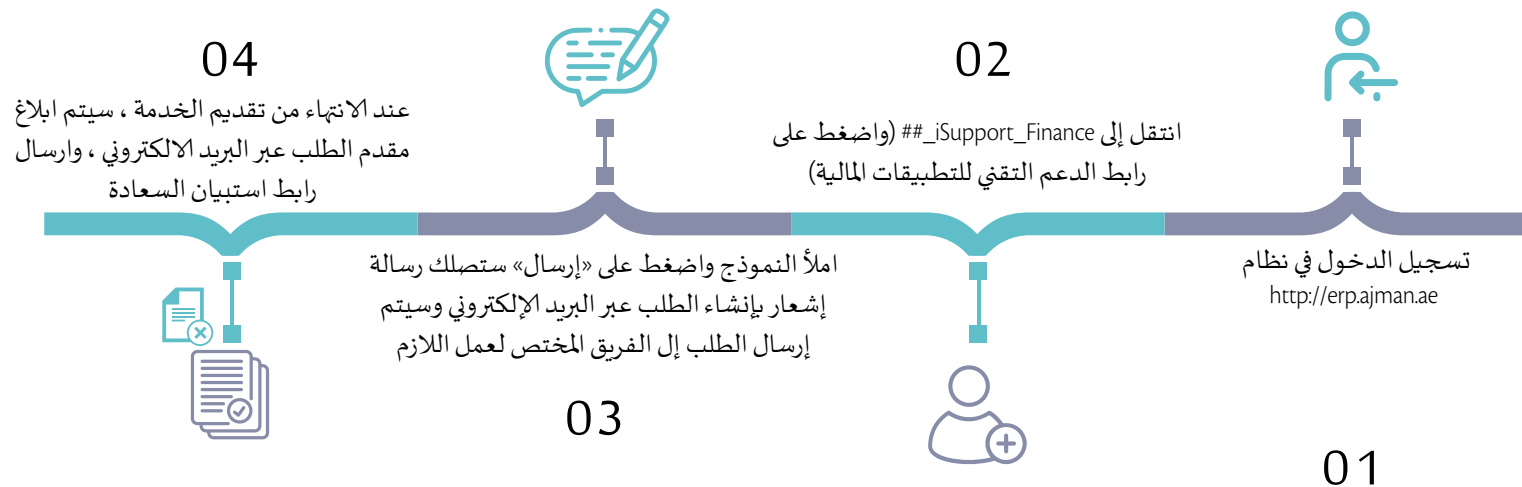 تسجيل الدخول في نظام
http://erp.ajman.ae
01
02
انتقل إلى iSupport_Finance_## (واضغط على
رابط الدعم التقني للتطبيقات المالية)
املأ النموذج واضغط على «إرسال» ستصلك رسالة
إشعار بإنشاء الطلب عبر البريد الإلكتروني وسيتم
إرسال الطلب إل الفريق المختص لعمل اللازم
03
04
عند الانتهاء من تقديم الخدمة ، سيتم ابلاغ
مقدم الطلب عبر البريد الالكتروني ، وارسال
رابط استبيان السعادة